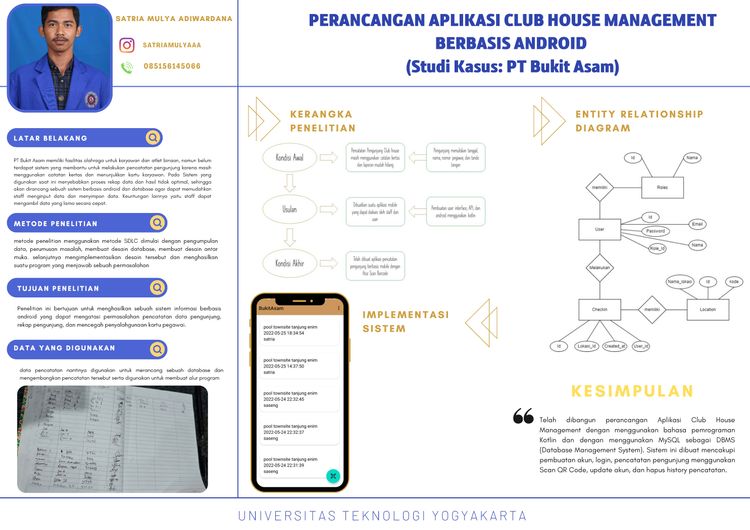 SATRIA MULYA ADIWARDANA
SATRIAMULYAAA
085156145066
PERANCANGAN APLIKASI CLUB HOUSE MANAGEMENT
BERBASIS ANDROID
(Studi Kasus: PT Bukit Asam)
LATAR BELAKANG
PT Bukit Asam memiliki fasilitas olahraga untuk karyawan dan atlet binaan, namun belum
terdapat sistem yang membantu untuk melakukan pencatatan pengunjung karena masih
menggunakan catatan kertas dan menunjukkan kartu karyawan. Pada Sistem yang
digunakan saat ini menyebabkan proses rekap data dan hasil tidak optimal, sehingga
akan dirancang sebuah sistem berbasis android dan database agar dapat memudahkan
staff menginput data dan menyimpan data. Keuntungan lainnya yaitu staff dapat
mengambil data yang lama secara cepat.
METODE PENELITIAN
metode penelitian menggunakan metode SDLC dimulai dengan pengumpulan
data, perumusan masalah, membuat desain database, membuat desain antar
muka, selanjutnya mengimplementasikan desain tersebut dan menghasilkan
suatu program yang menjawab sebuah permasalahan
TUJUAN PENELITIAN
Penelitian ini bertujuan untuk menghasilkan sebuah sistem informasi berbasis
android yang dapat mengatasi permasalahan pencatatan data pengunjung,
rekap pengunjung, dan mencegah penyalahgunaan kartu pegawai.
DATA YANG DIGUNAKAN
data pencatatan nantinya digunakan untuk merancang sebuah database dan
mengembangkan pencatatan tersebut serta digunakan untuk membuat alur program
KERANGKA
PENELITIAN
Kondisi Awal
Pencatatan Pengunjung Club house
masih menggunakan catatan kertas
dan laporan mudah hilang
Pengunjung menuliskan tanggal,
nama, nomor pegawai, dan tanda
tangan
Usulan
Dibuatkan suatu aplikasi mobile
yang dapat diakses oleh staff dan
user
Pembuatan user interface, API, dan
android menggunakan kotlin
Kondisi Akhir
Telah dibuat aplikasi pencatatan
pengunjung berbasis mobile dengan
fitur Scan Barcode
BukitAsam
pool townsite tanjung enim
2022-05-25 18:34:54
satria
pool townsite tanjung enim
2022-05-25 14:37:50
satria
pool townsite tanjung enim
2022-05-24 22:32:45
saseng
pool townsite tanjung enim
2022-05-24 22:32:37
saseng
pool townsite tanjung enim
2022-05-24 22:31:39
saseng
IMPLEMENTASI
SISTEM
ENTITY RELATIONSHIP
DIAGRAM
Id
Nama
memiliki
Roles
User
Id
Password
Role_Id
Email
Nama
Melakukan
Nama_lokasi
Id
Kode
Checkin
memiliki
Location
Id
Lokasi_id
Created_at
User_id
KESIMPULAN
Telah dibangun perancangan Aplikasi Club House
Management dengan menggunakan bahasa pemrograman
Kotlin dan dengan menggunakan MySQL sebagai DBMS
(Database Management System). Sistem ini dibuat mencakupi
pembuatan akun, login, pencatatan pengunjung menggunakan
Scan QR Code, update akun, dan hapus history pencatatan.
UNIVERSITAS TEKNOLOGI YOGYAKARTA